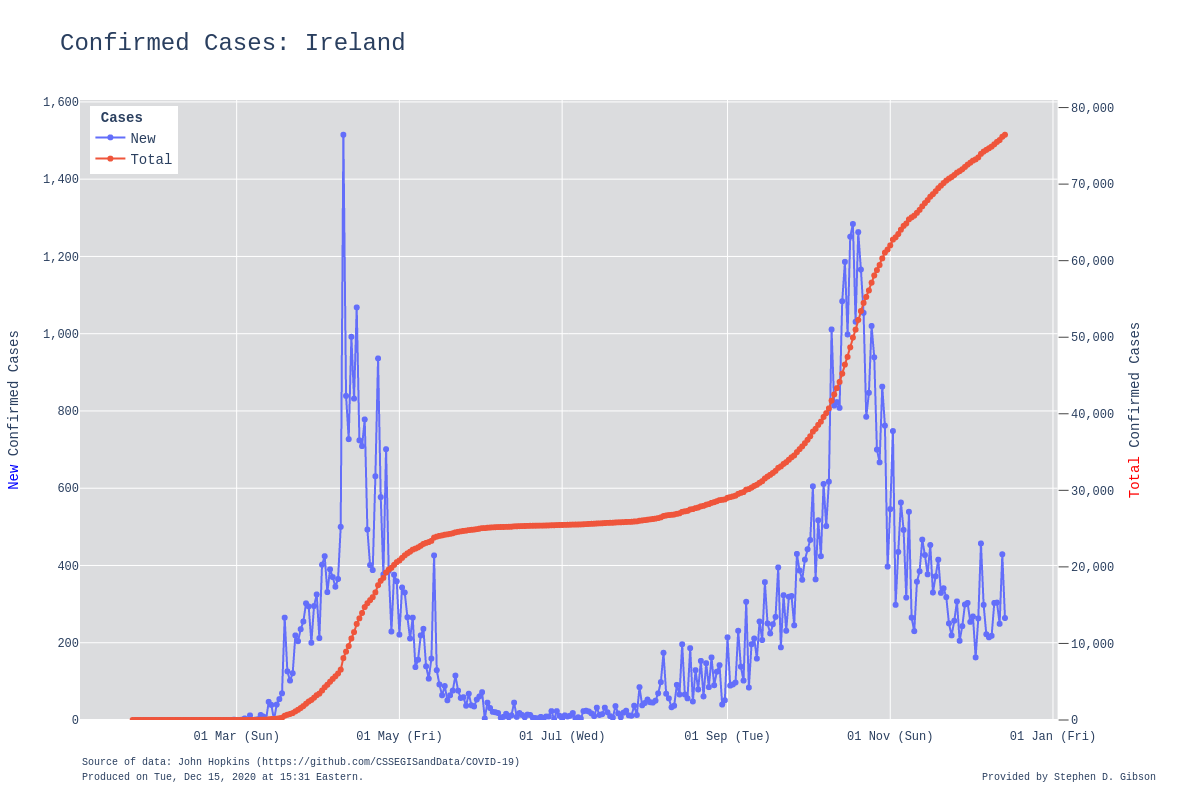 Confirmed Cases: Ireland
Cases
New
Total
1,600
1,400
1,200
1,000
800
600
400
200
0
New Confirmed Cases
80,000
70,000
60,000
50,000
40,000
30,000
20,000
10,000
0
Total Confirmed Cases
01 Mar (Sun) 01 May (Fri) 01 Jul (Wed) 01 Sep (Tue) 01 Nov (Sun) 01 Jan (Fri)
Source of data: John Hopkins (https://github.com/CSSEGISandData/COVID-19)
Produced on Tue, Dec 15, 2020 at 15:31 Eastern.
Provided by Stephen D. Gibson